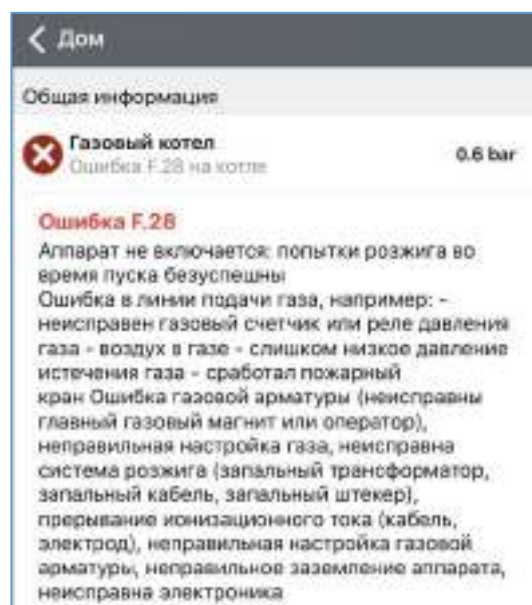 Дом
Общая информация
Газовый котел
Ошибка F.28 на котле
0.6 bar
Ошибка F.28
Аппарат не включается: попытки розжига во
время пуска безуспешны
Ошибка в линии подачи газа, например: -
неисправен газовый счетчик или реле давления
газа - воздух в газе - слишком низкое давление
истечения газа - сработал пожарный
кран Ошибка газовой арматуры (неисправны
главный газовый магнит или оператор),
неправильная настройка газа, неисправна
система розжига (запальный трансформатор,
запальный кабель, запальный штекер),
прерывание ионизационного тока (кабель,
электрод), неправильная настройка газовой
арматуры, неправильное заземление аппарата,
неисправна электроника